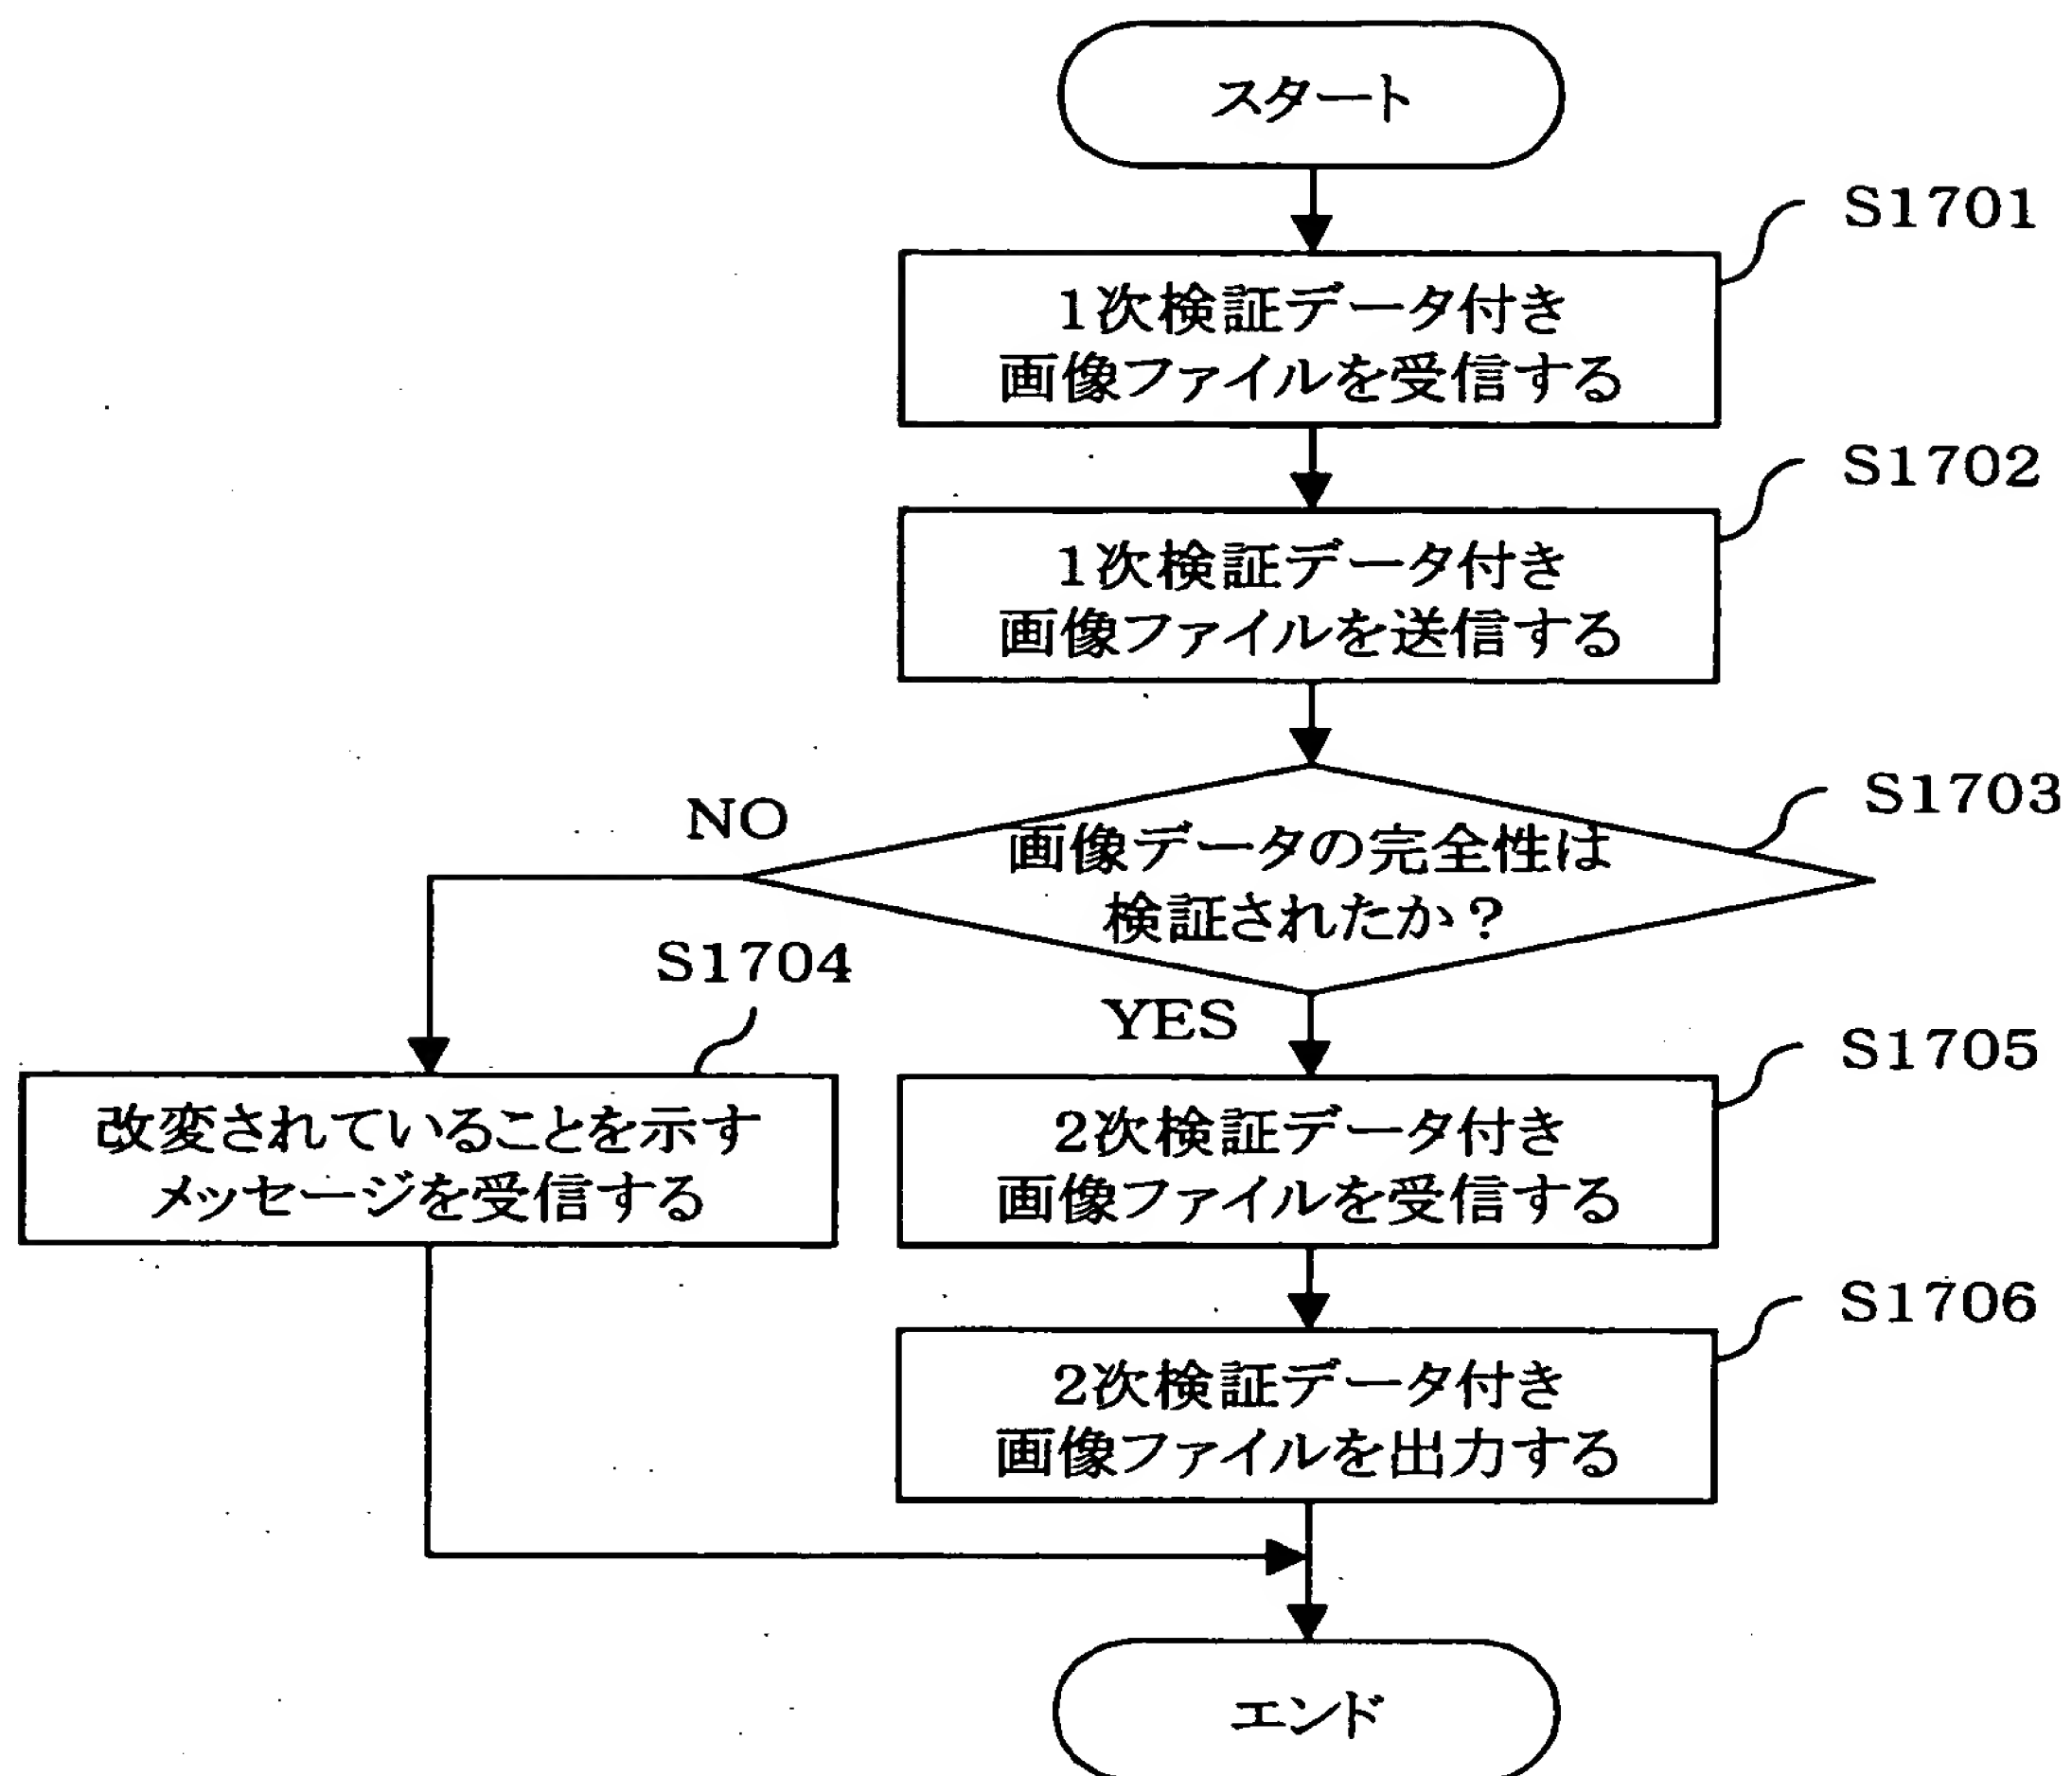 スタート
S1701
1次検証データ付き
画像ファイルを受信する
S1702
1次検証データ付き
画像ファイルを送信する
S1703
NO
画像データの完全性は
検証されたか？
S1704
YES
S1705
改変されていることを示す
メッセージを受信する
2次検証データ付き
画像ファイルを受信する
S1706
2次検証データ付き
画像ファイルを出力する
エンド